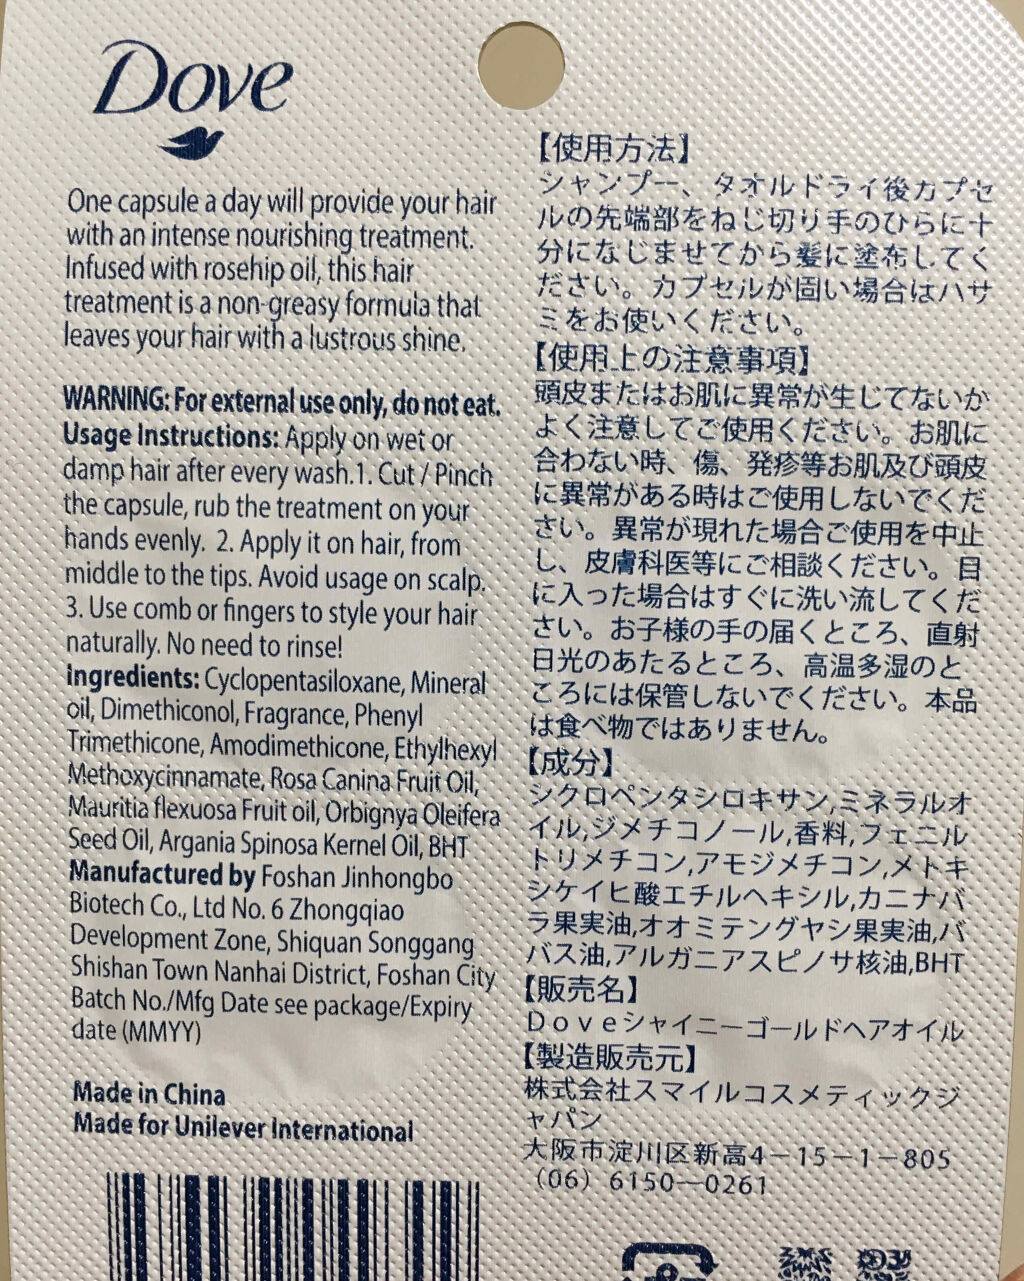 Dove
One capsule a day will provide your hair
with an intense nourishing treatment.
Infused with rosehip oil, this hair
treatment is a non-greasy formula that
leaves your hair with a lustrous shine.
WARNING: For external use only, do not eat.
Usage Instructions: Apply on wet or
damp hair after every wash.1. Cut / Pinch
the capsule, rub the treatment on your
hands evenly. 2. Apply it on hair, from
middle to the tips. Avoid usage on scalp.
3. Use comb or fingers to style your hair
naturally. No need to rinse!
Ingredients: Cyclopentasiloxane, Mineral
oil, Dimethiconol, Fragrance, Phenyl
Trimethicone, Amodimethicone, Ethylhexyl
Methoxycinnamate, Rosa Canina Fruit Oil,
Mauritia flexuosa Fruit oil, Orbignya Oleifera
Seed Oil, Argania Spinosa Kernel Oil, BHT
Manufactured by Foshan Jinhongbo
Biotech Co., Ltd No. 6 Zhongqiao
Development Zone, Shiquan Songgang
Shishan Town Nanhai District, Foshan City
Batch No./Mfg Date see package/Expiry
date (MMYY)
Made in China
Made for Unilever International
【使用方法】
シャンプー、タオルドライ後カプセ
ルの先端部をねじ切り手のひらに十
分になじませてから髪に塗布してく
ださい。カプセルが固い場合はハサ
ミをお使いください。
【使用上の注意事項】
頭皮またはお肌に異常が生じてないか
よく注意してご使用ください。お肌に
合わない時、傷、発疹等お肌及び頭皮
に異常がある時はご使用しないでくだ
さい。異常が現れた場合ご使用を中止
し、皮膚科医等にご相談ください。目
に入った場合はすぐに洗い流してくだ
さい。お子様の手の届くところ、直射
日光のあたるところ、高温多湿のと
ころには保管しないでください。本品
は食べ物ではありません。
【成分】
シクロペンタシロキサン,ミネラルオ
イル,ジメチコノール,香料,フェニル
トリメチコン,アモジメチコン,メトキ
シケイヒ酸エチルヘキシル,カニナバ
ラ果実油,オオミテングヤシ果実油,バ
バス油,アルガニアスピノサ核油,BHT
【販売名】
Ｄｏｖｅシャイニーゴールドヘアオイル
【製造販売元】
株式会社スマイルコスメティックジ
ャパン
大阪市淀川区新高4－15－1－805
（06）6150―0261